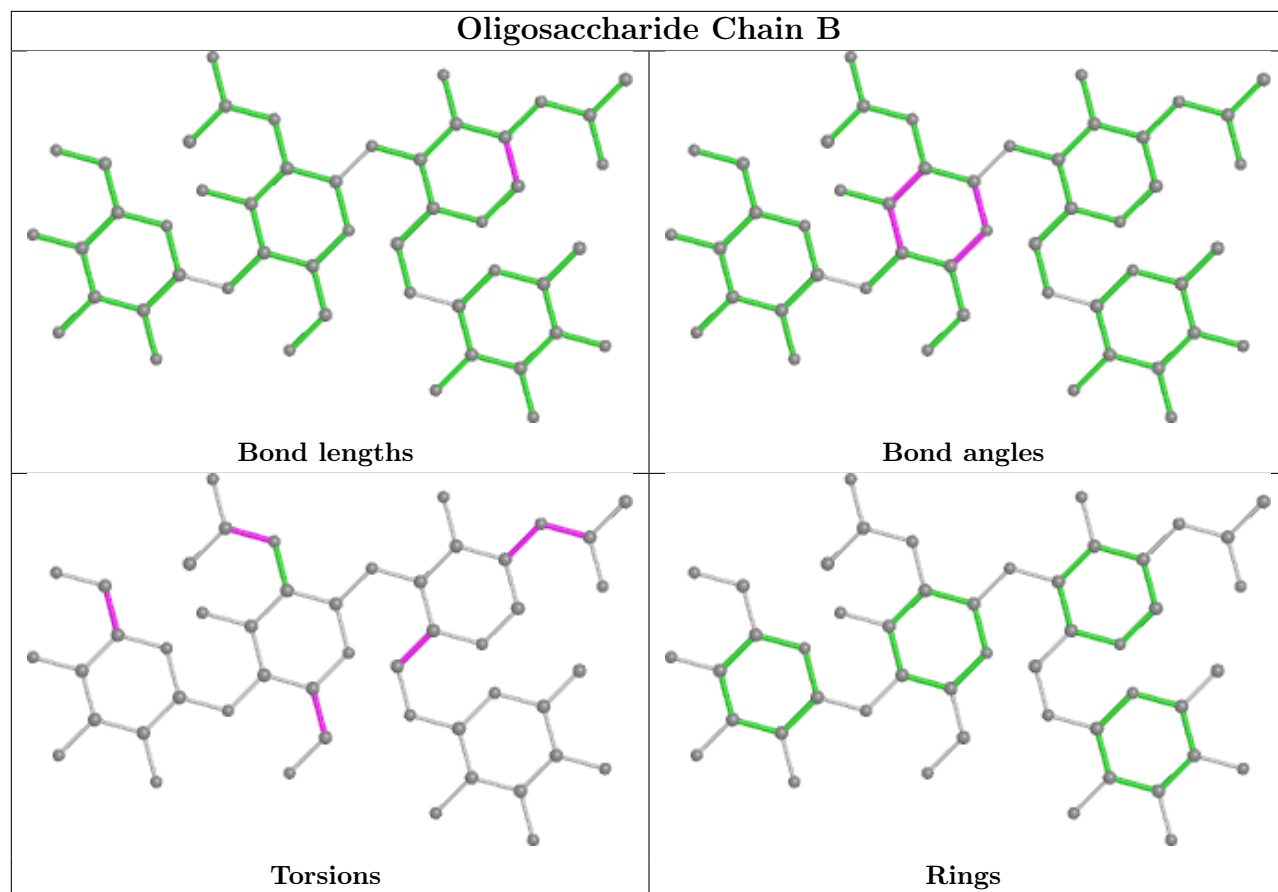 Oligosaccharide Chain B
Bond lengths
Bond angles
Torsions
Rings